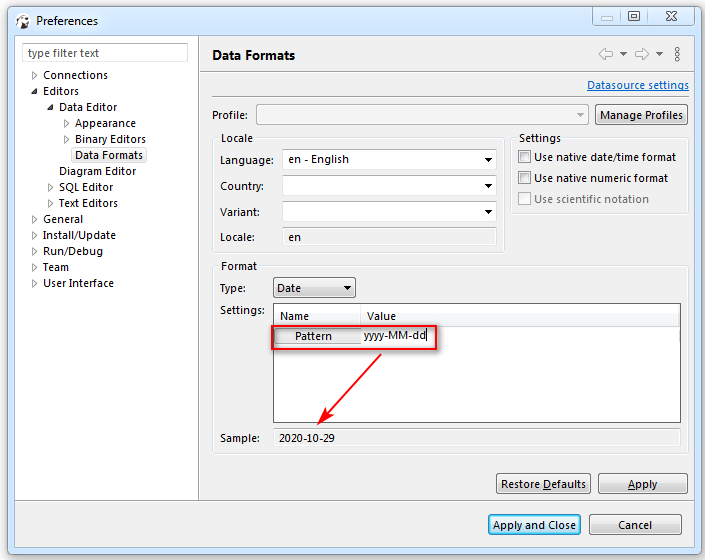 Preferences
type filter text
Connections
Editors
Data Editor
Appearance
Binary Editors
Data Formats
Diagram Editor
SQL Editor
Text Editors
General
Install/Update
Run/Debug
Team
User Interface
Data Formats
Datasource settings
Profile:
Manage Profiles
Locale
Language: en - English
Country:
Variant:
Locale: en
Settings
Use native date/time format
Use native numeric format
Use scientific notation
Format
Type: Date
Settings:
Name Value
Pattern yyyy-MM-dd
Sample: 2020-10-29
Restore Defaults Apply
Apply and Close Cancel